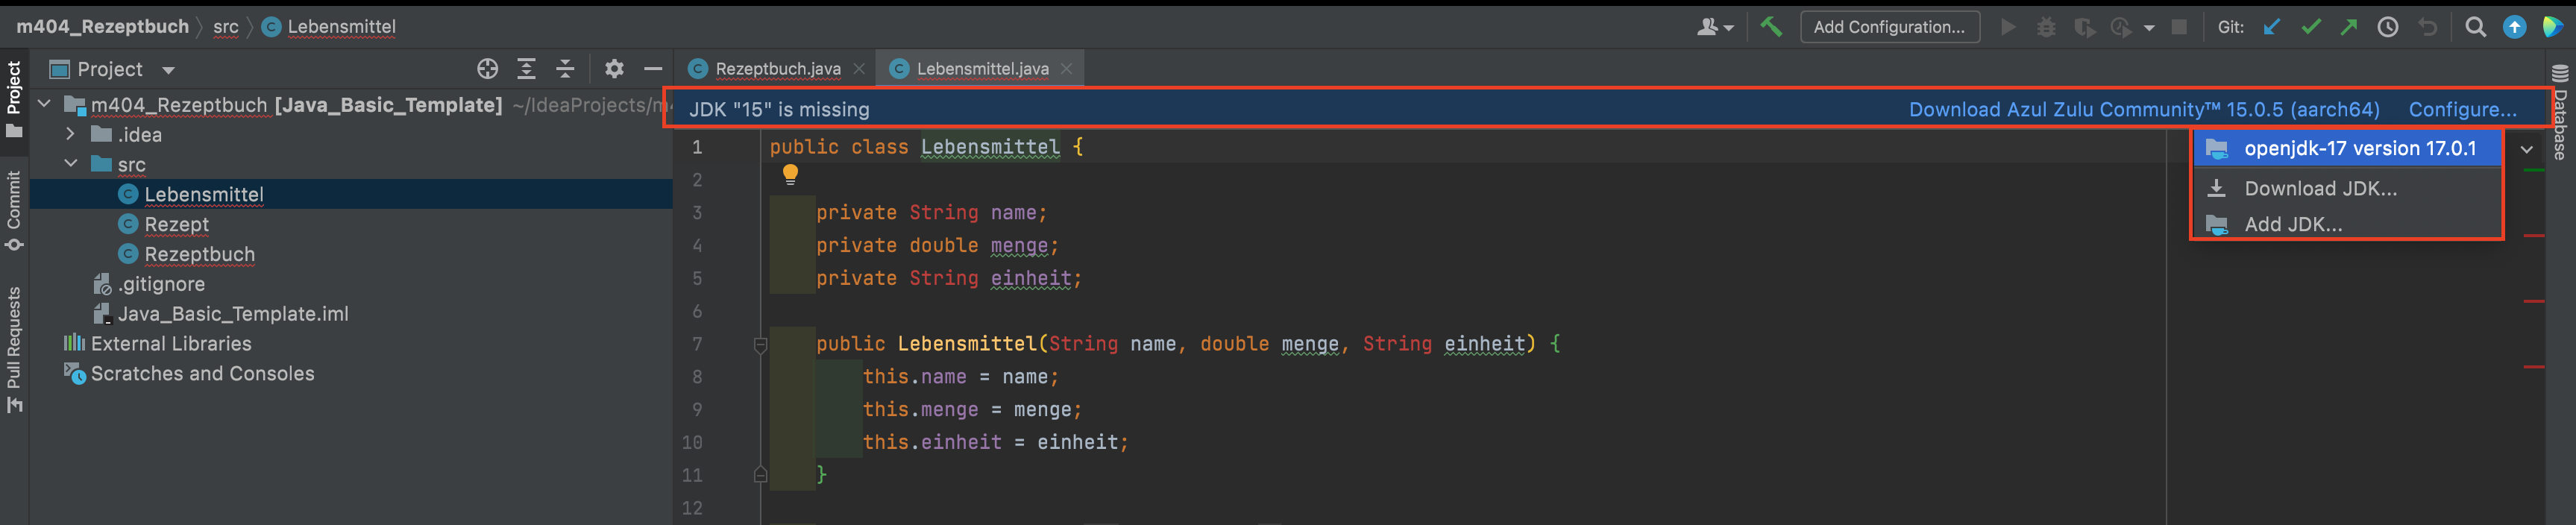 m404_Rezeptbuch src Lebensmittel Add Configuration... Git:
Project Project Rezeptbuch.java Lebensmittel.java
m404_Rezeptbuch [Java_Basic_Template] ~/IdeaProjects/m4 JDK "15" is missing Download Azul Zulu Community™ 15.0.5 (aarch64) Configure... Database
.idea
src
Lebensmittel
Rezept
Rezeptbuch
.gitignore
Java_Basic_Template.iml
External Libraries
Scratches and Consoles
Commit
Pull Requests
openjdk-17 version 17.0.1
Download JDK...
Add JDK...
1 public class Lebensmittel {
2
3 private String name;
4 private double menge;
5 private String einheit;
6
7 public Lebensmittel(String name, double menge, String einheit) {
8 this.name = name;
9 this.menge = menge;
10 this.einheit = einheit;
11 }
12